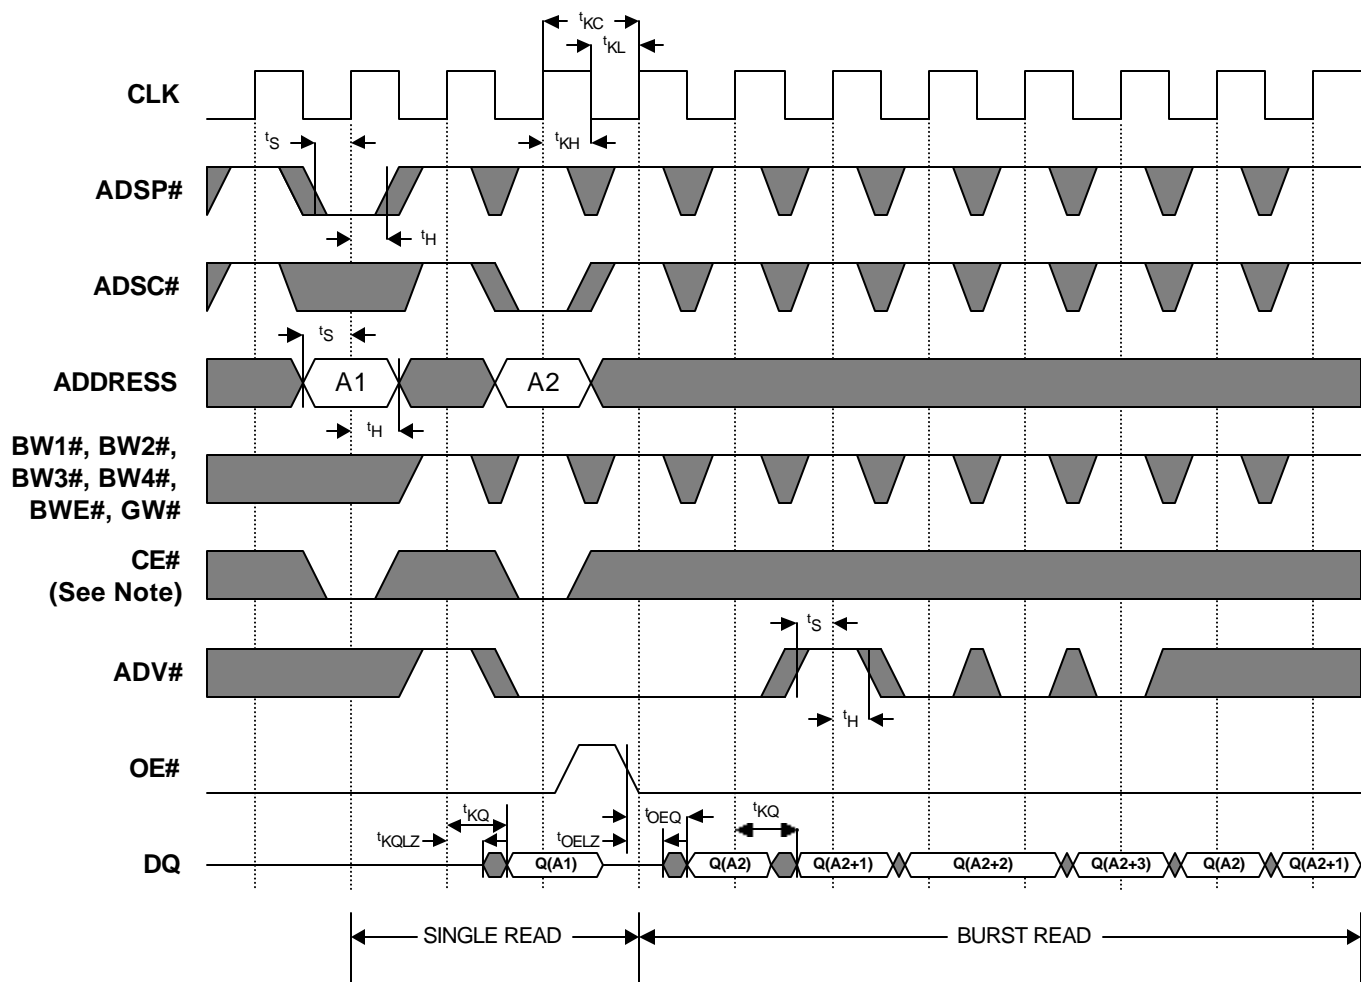 tKC
tKL
CLK
tS
tKH
ADSP#
tH
ADSC#
tS
ADDRESS
A1
A2
tH
BW1#, BW2#,
BW3#, BW4#,
BWE#, GW#
CE#
(See Note)
tS
ADV#
tH
OE#
tKQ
tOEQ
tKQ
tKQLZ
tOELZ
DQ
Q(A1)
Q(A2)
Q(A2+1)
Q(A2+2)
Q(A2+3)
Q(A2)
Q(A2+1)
SINGLE READ
BURST READ